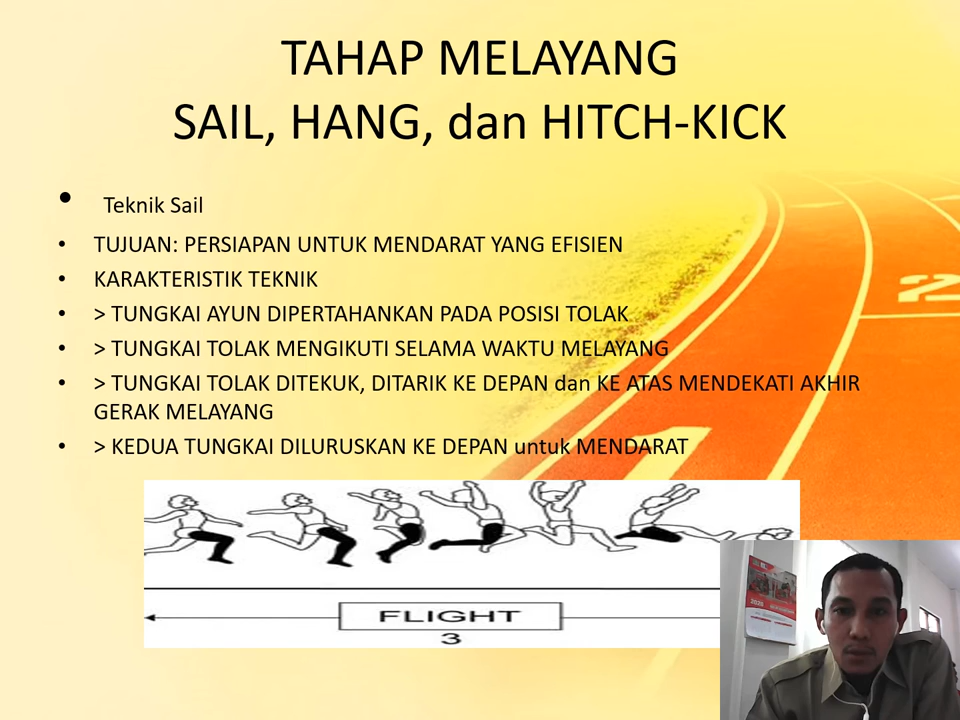 TAHAP MELAYANG
SAIL, HANG, dan HITCH-KICK
• Teknik Sail
• TUJUAN: PERSIAPAN UNTUK MENDARAT YANG EFISIEN
• KARAKTERISTIK TEKNIK
• > TUNGKAI AYUN DIPERTAHANKAN PADA POSISI TOLAK
• > TUNGKAI TOLAK MENGIKUTI SELAMA WAKTU MELAYANG
• > TUNGKAI TOLAK DITEKUK, DITARIK KE DEPAN dan KE ATAS MENDEKATI AKHIR
GERAK MELAYANG
• > KEDUA TUNGKAI DILURUSKAN KE DEPAN untuk MENDARAT
2
FLIGHT
3